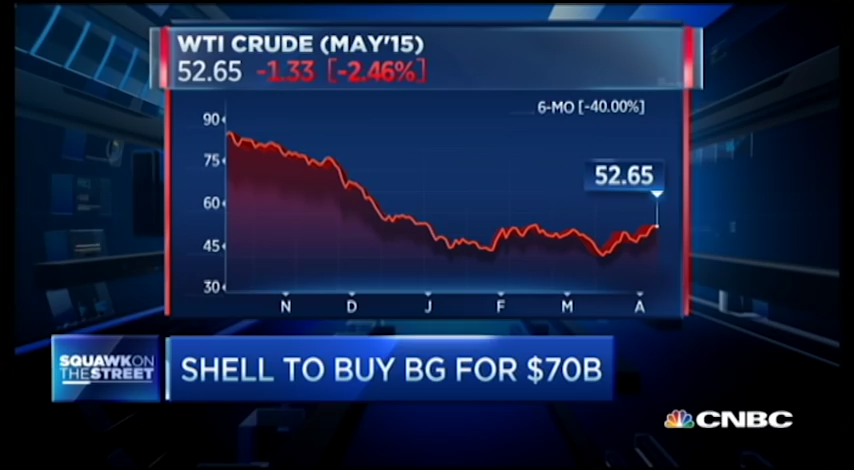 WTI CRUDE (MAY'15)
52.65 -1.33 [-2.46%]
6-MO [-40.00%]
90
75
60
45
30
52.65
N D J F M A
SQUAWK ON
THE STREET
SHELL TO BUY BG FOR $70B
CNBC